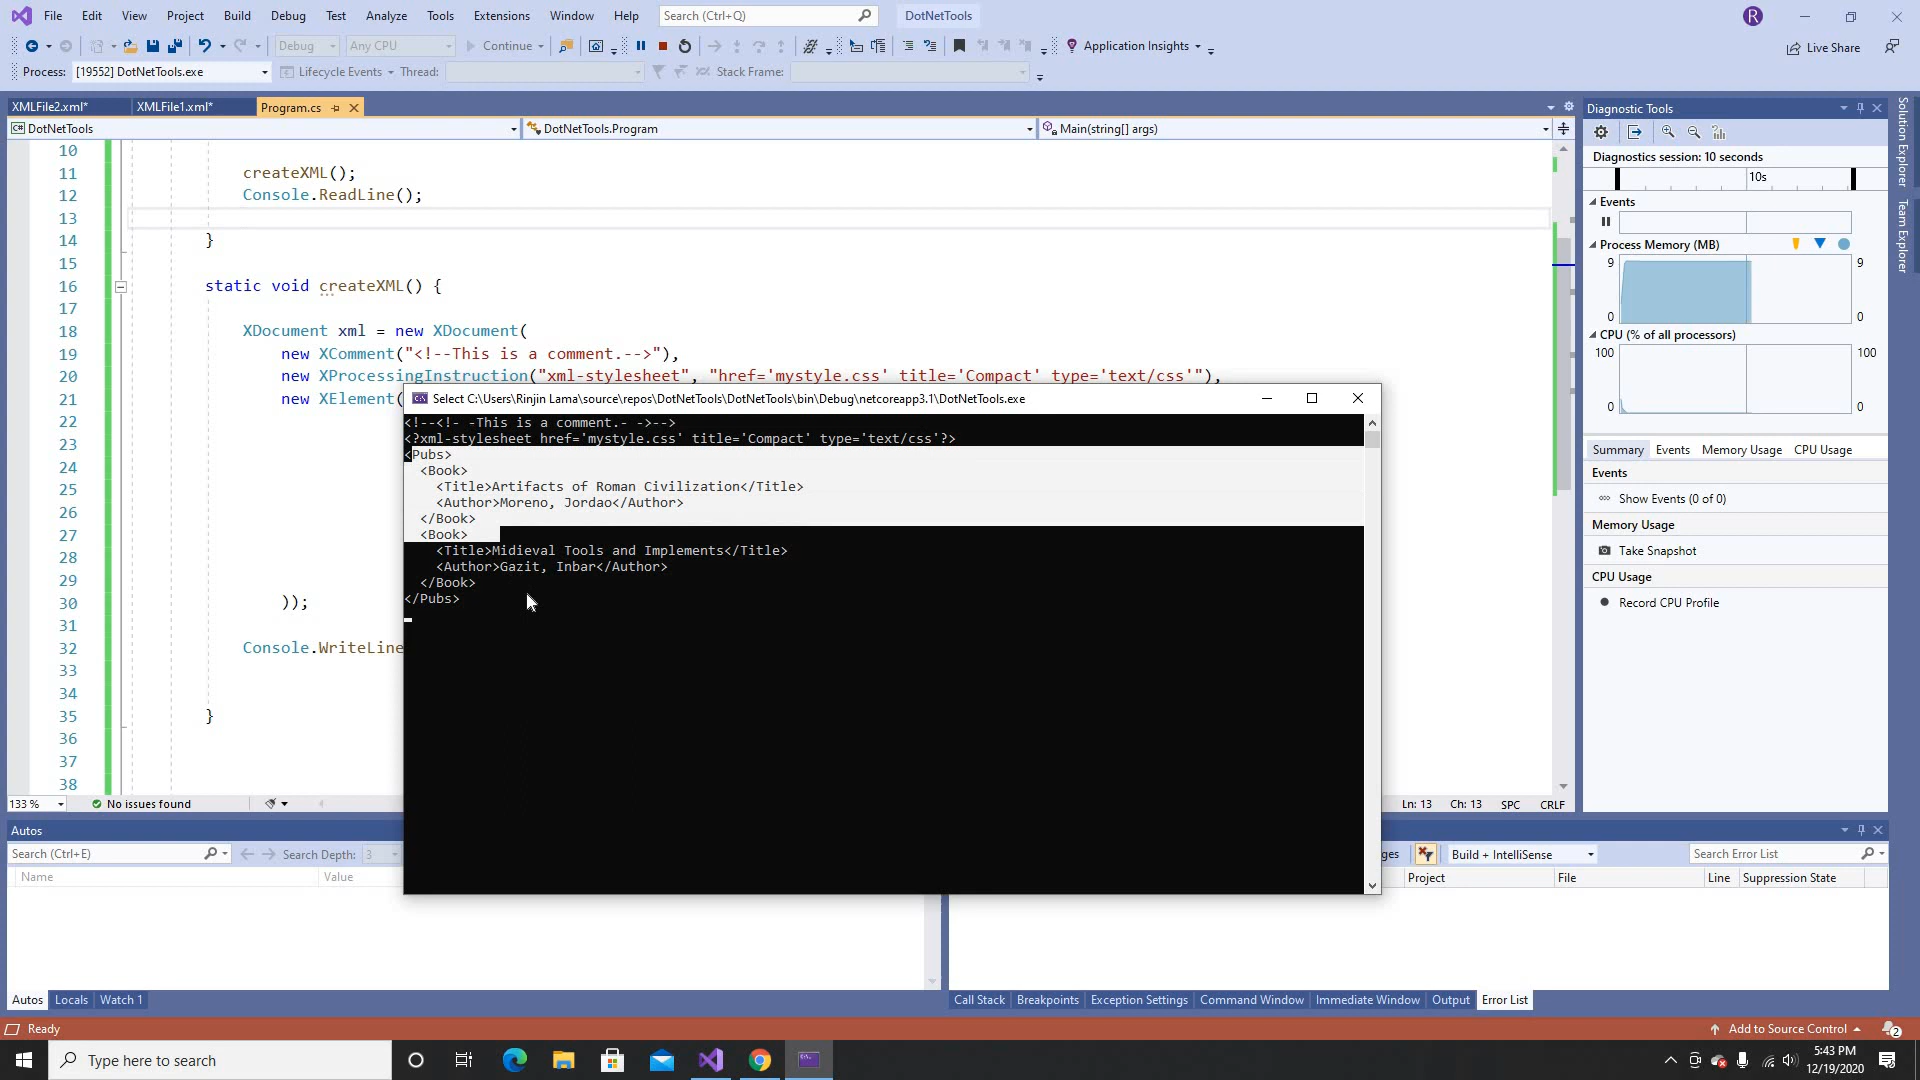 File Edit View Project Build Debug Test Analyze Tools Extensions Window Help Search (Ctrl+Q) DotNetTools R
Debug Any CPU Continue Application Insights Live Share
Process: [19552] DotNetTools.exe Lifecycle Events Thread: Stack Frame:
XMLFile2.xml* XMLFile1.xml* Program.cs
C# DotNetTools DotNetTools.Program Main(string[] args)
10
11 createXML();
12 Console.ReadLine();
13
14 }
15
16 static void createXML() {
17
18 XDocument xml = new XDocument(
19 new XComment("<!--This is a comment.-->"),
20 new XProcessingInstruction("xml-stylesheet", "href='mystyle.css' title='Compact' type='text/css'"),
21 new XElement(
22
23
24
25
26
27
28
29
30 ));
31
32 Console.WriteLine
33
34
35 }
36
37
38
Select C:\Users\Rinjin Lama\source\repos\DotNetTools\DotNetTools\bin\Debug\netcoreapp3.1\DotNetTools.exe
<!--<!- -This is a comment.- ->-->
<?xml-stylesheet href='mystyle.css' title='Compact' type='text/css'?>
<Pubs>
<Book>
<Title>Artifacts of Roman Civilization</Title>
<Author>Moreno, Jordao</Author>
</Book>
<Book>
<Title>Midieval Tools and Implements</Title>
<Author>Gazit, Inbar</Author>
</Book>
</Pubs>
133 % No issues found Ln: 13 Ch: 13 SPC CRLF
Diagnostic Tools
Diagnostics session: 10 seconds
10s
Events
Process Memory (MB)
9 9
0 0
CPU (% of all processors)
100 100
0 0
Summary Events Memory Usage CPU Usage
Events
Show Events (0 of 0)
Memory Usage
Take Snapshot
CPU Usage
Record CPU Profile
Solution Explorer
Team Explorer
Autos
Search (Ctrl+E) Search Depth: 3
Name Value
Autos Locals Watch 1
ges Build + IntelliSense Search Error List
Project File Line Suppression State
Call Stack Breakpoints Exception Settings Command Window Immediate Window Output Error List
Ready Add to Source Control 2
Type here to search
5:43 PM
12/19/2020